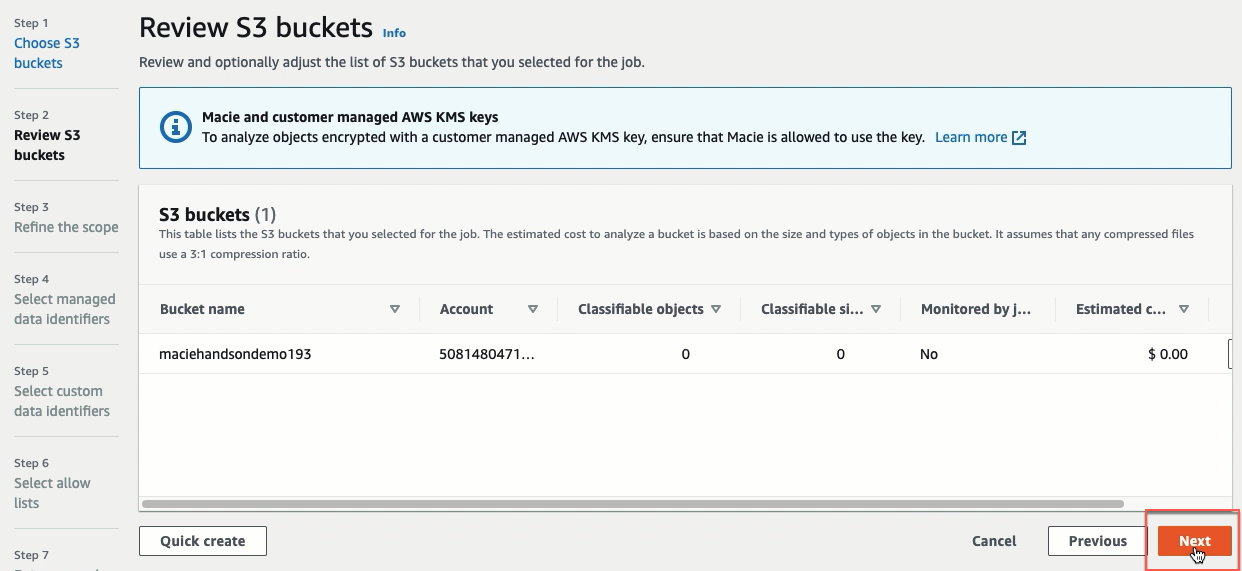 Step 1
Choose S3
buckets
Step 2
Review S3
buckets
Step 3
Refine the scope
Step 4
Select managed
data identifiers
Step 5
Select custom
data identifiers
Step 6
Select allow
lists
Step 7
Review S3 buckets Info
Review and optionally adjust the list of S3 buckets that you selected for the job.
Macie and customer managed AWS KMS keys
To analyze objects encrypted with a customer managed AWS KMS key, ensure that Macie is allowed to use the key. Learn more
S3 buckets (1)
This table lists the S3 buckets that you selected for the job. The estimated cost to analyze a bucket is based on the size and types of objects in the bucket. It assumes that any compressed files
use a 3:1 compression ratio.
Bucket name Account Classifiable objects Classifiable si... Monitored by j... Estimated c...
maciehandsondemo193 5081480471... 0 0 No $ 0.00
Quick create Cancel Previous Next